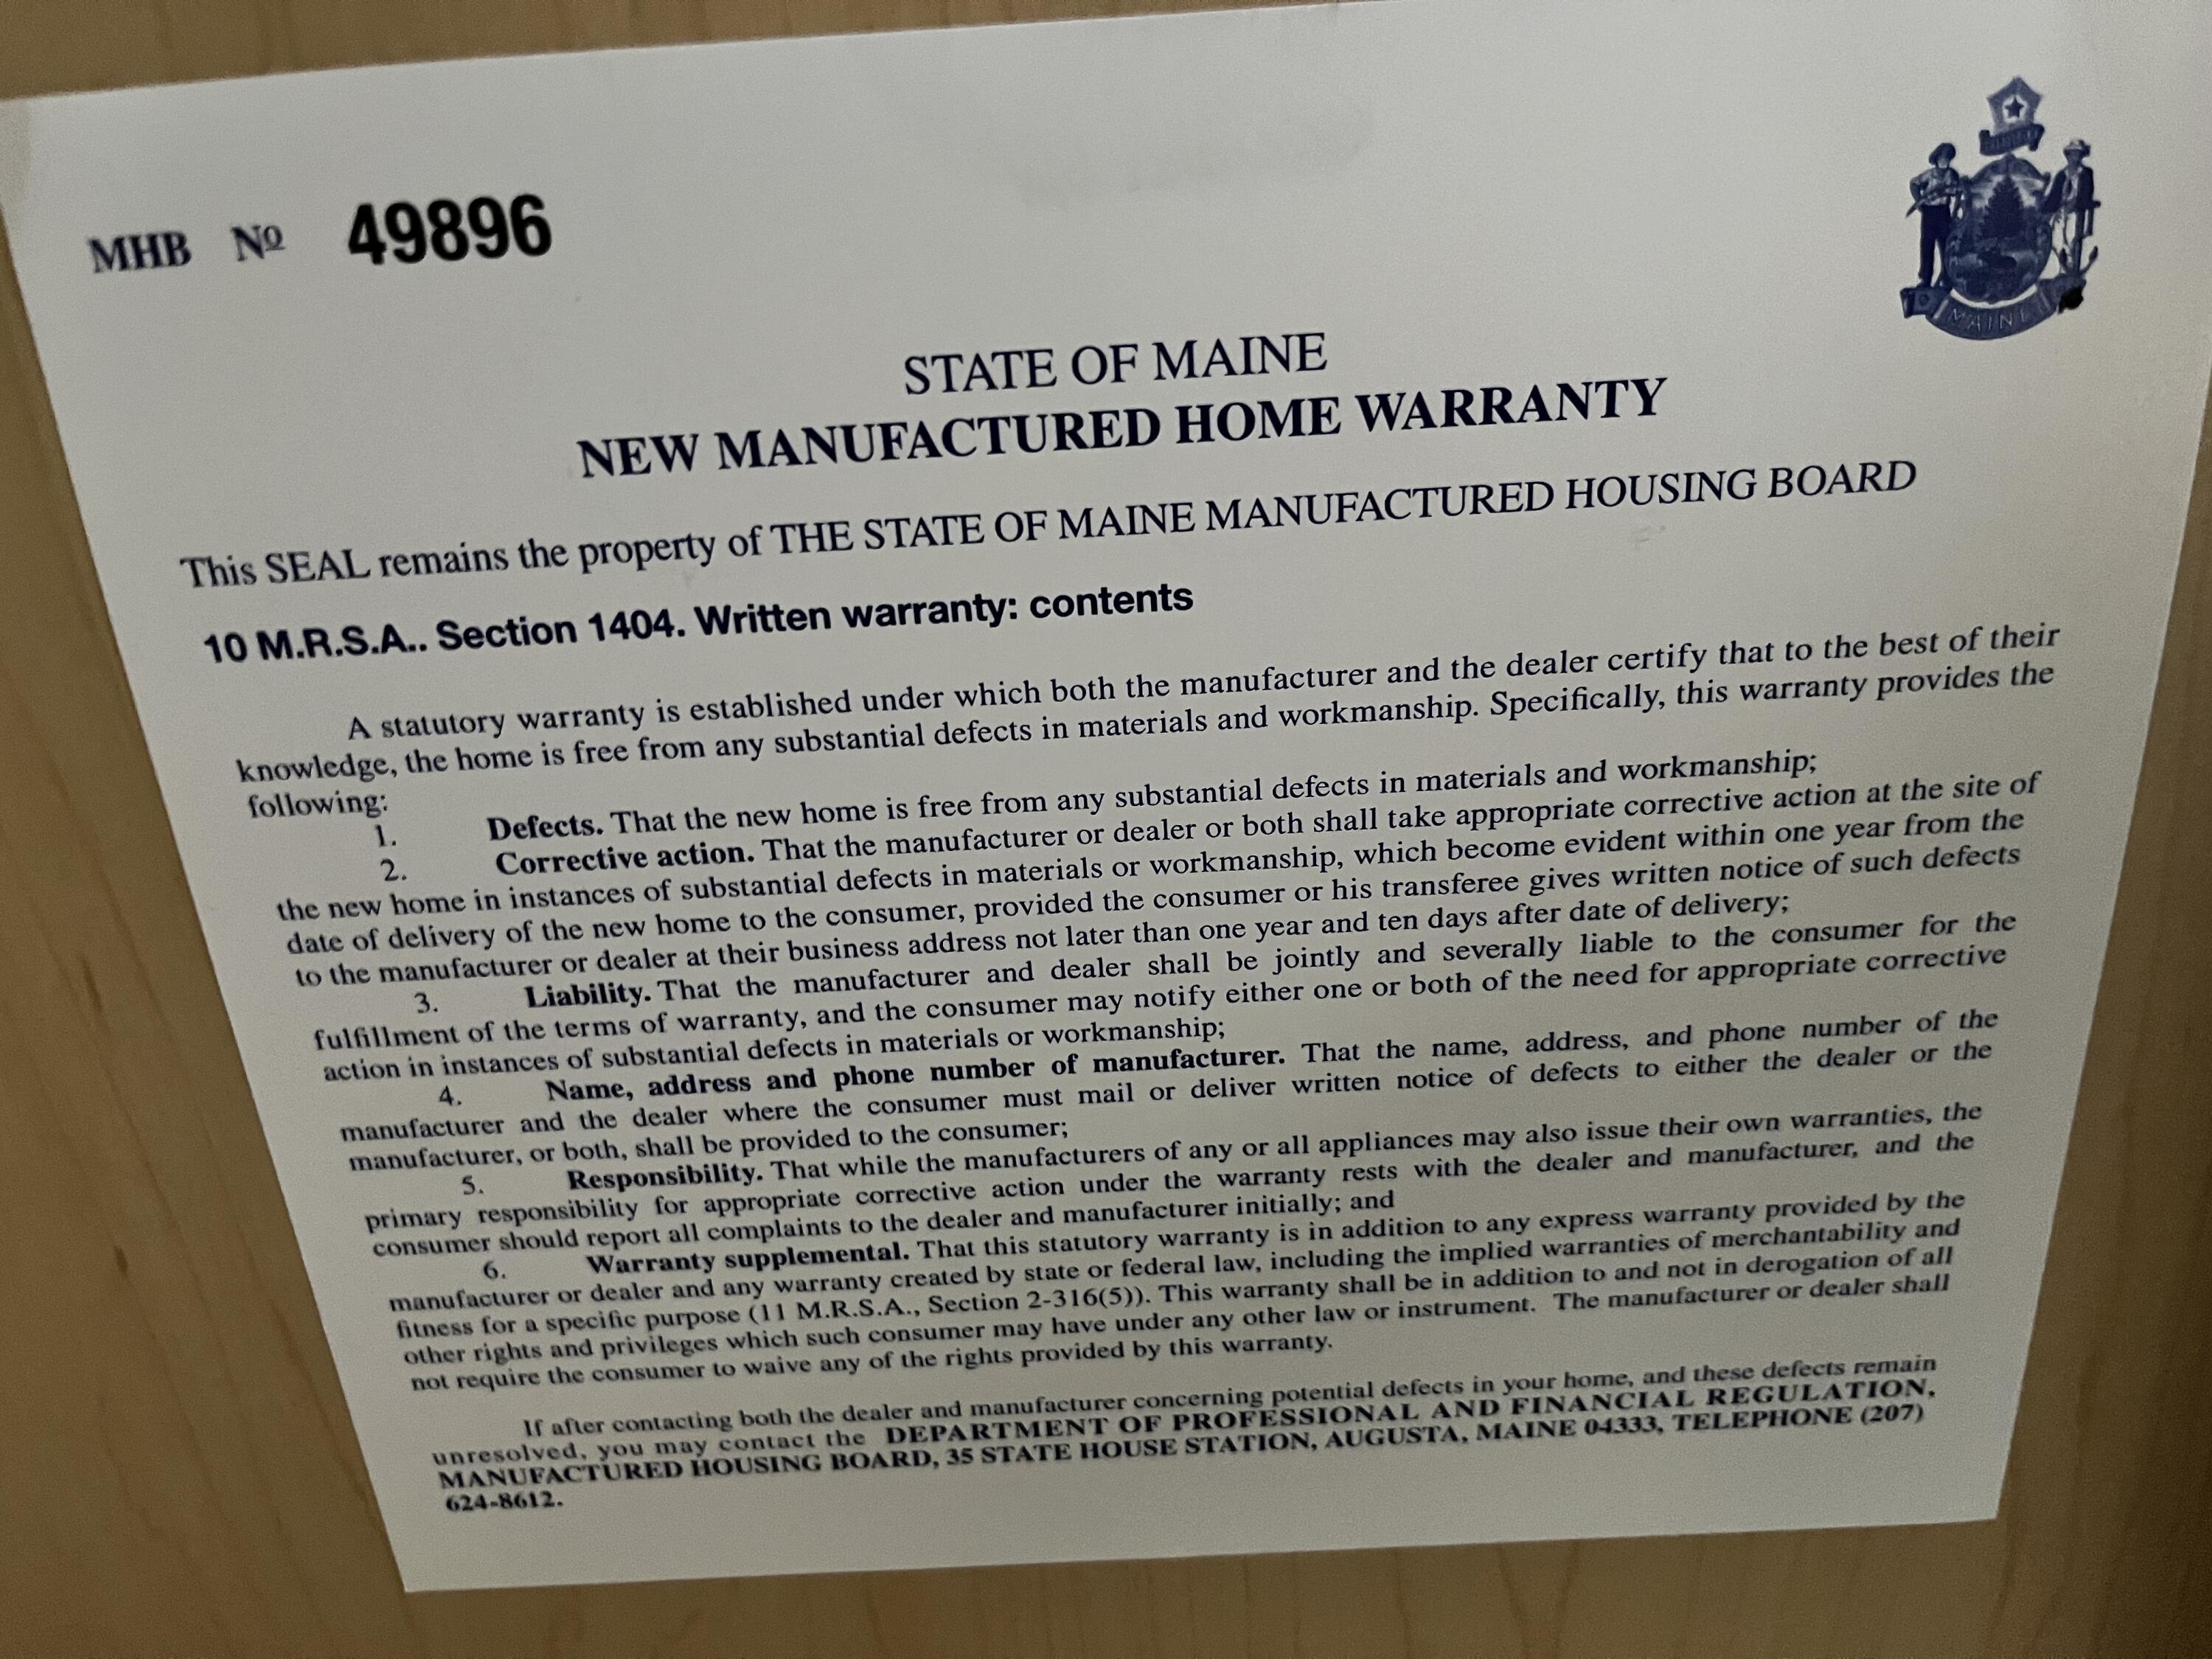 MHB Nº 49896
MAINE
STATE OF MAINE
NEW MANUFACTURED HOME WARRANTY
This SEAL remains the property of THE STATE OF MAINE MANUFACTURED HOUSING BOARD
10 M.R.S.A.. Section 1404. Written warranty: contents
A statutory warranty is established under which both the manufacturer and the dealer certify that to the best of their
knowledge, the home is free from any substantial defects in materials and workmanship. Specifically, this warranty provides the
following:
1. Defects. That the new home is free from any substantial defects in materials and workmanship;
2. Corrective action. That the manufacturer or dealer or both shall take appropriate corrective action at the site of
the new home in instances of substantial defects in materials or workmanship, which become evident within one year from the
date of delivery of the new home to the consumer, provided the consumer or his transferee gives written notice of such defects
to the manufacturer or dealer at their business address not later than one year and ten days after date of delivery;
3. Liability. That the manufacturer and dealer shall be jointly and severally liable to the consumer for the
fulfillment of the terms of warranty, and the consumer may notify either one or both of the need for appropriate corrective
action in instances of substantial defects in materials or workmanship;
4. Name, address and phone number of manufacturer. That the name, address, and phone number of the
manufacturer and the dealer where the consumer must mail or deliver written notice of defects to either the dealer or the
manufacturer, or both, shall be provided to the consumer;
5. Responsibility. That while the manufacturers of any or all appliances may also issue their own warranties, the
primary responsibility for appropriate corrective action under the warranty rests with the dealer and manufacturer, and the
consumer should report all complaints to the dealer and manufacturer initially; and
6. Warranty supplemental. That this statutory warranty is in addition to any express warranty provided by the
manufacturer or dealer and any warranty created by state or federal law, including the implied warranties of merchantability and
fitness for a specific purpose (11 M.R.S.A., Section 2-316(5)). This warranty shall be in addition to and not in derogation of all
other rights and privileges which such consumer may have under any other law or instrument. The manufacturer or dealer shall
not require the consumer to waive any of the rights provided by this warranty.
If after contacting both the dealer and manufacturer concerning potential defects in your home, and these defects remain
unresolved, you may contact the DEPARTMENT OF PROFESSIONAL AND FINANCIAL REGULATION,
MANUFACTURED HOUSING BOARD, 35 STATE HOUSE STATION, AUGUSTA, MAINE 04333, TELEPHONE (207)
624-8612.